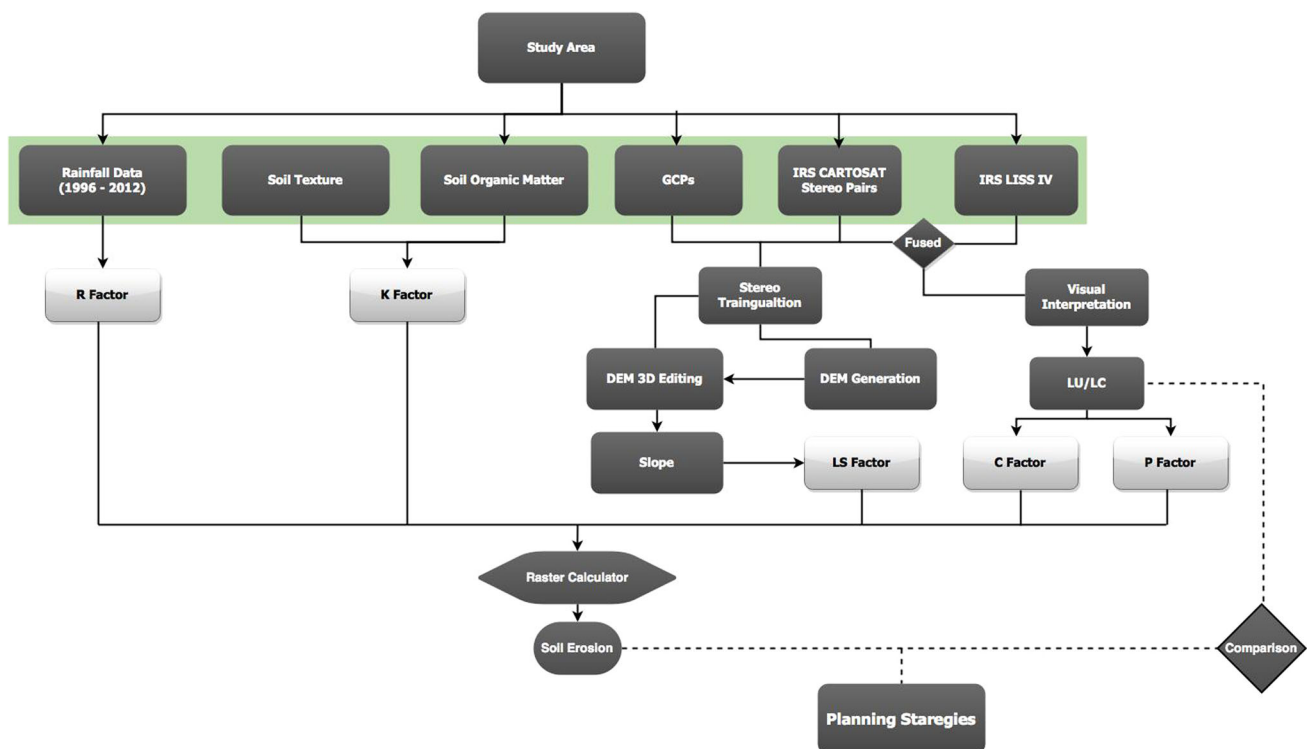 Study Area
Rainfall Data
(1996 - 2012)
Soil Texture
Soil Organic Matter
GCPs
IRS CARTOSAT
Stereo Pairs
IRS LISS IV
Fused
R Factor
K Factor
Stereo
Traingualtion
Visual
Interpretation
DEM 3D Editing
DEM Generation
LU/LC
Slope
LS Factor
C Factor
P Factor
Raster Calculator
Soil Erosion
Comparison
Planning Staregies